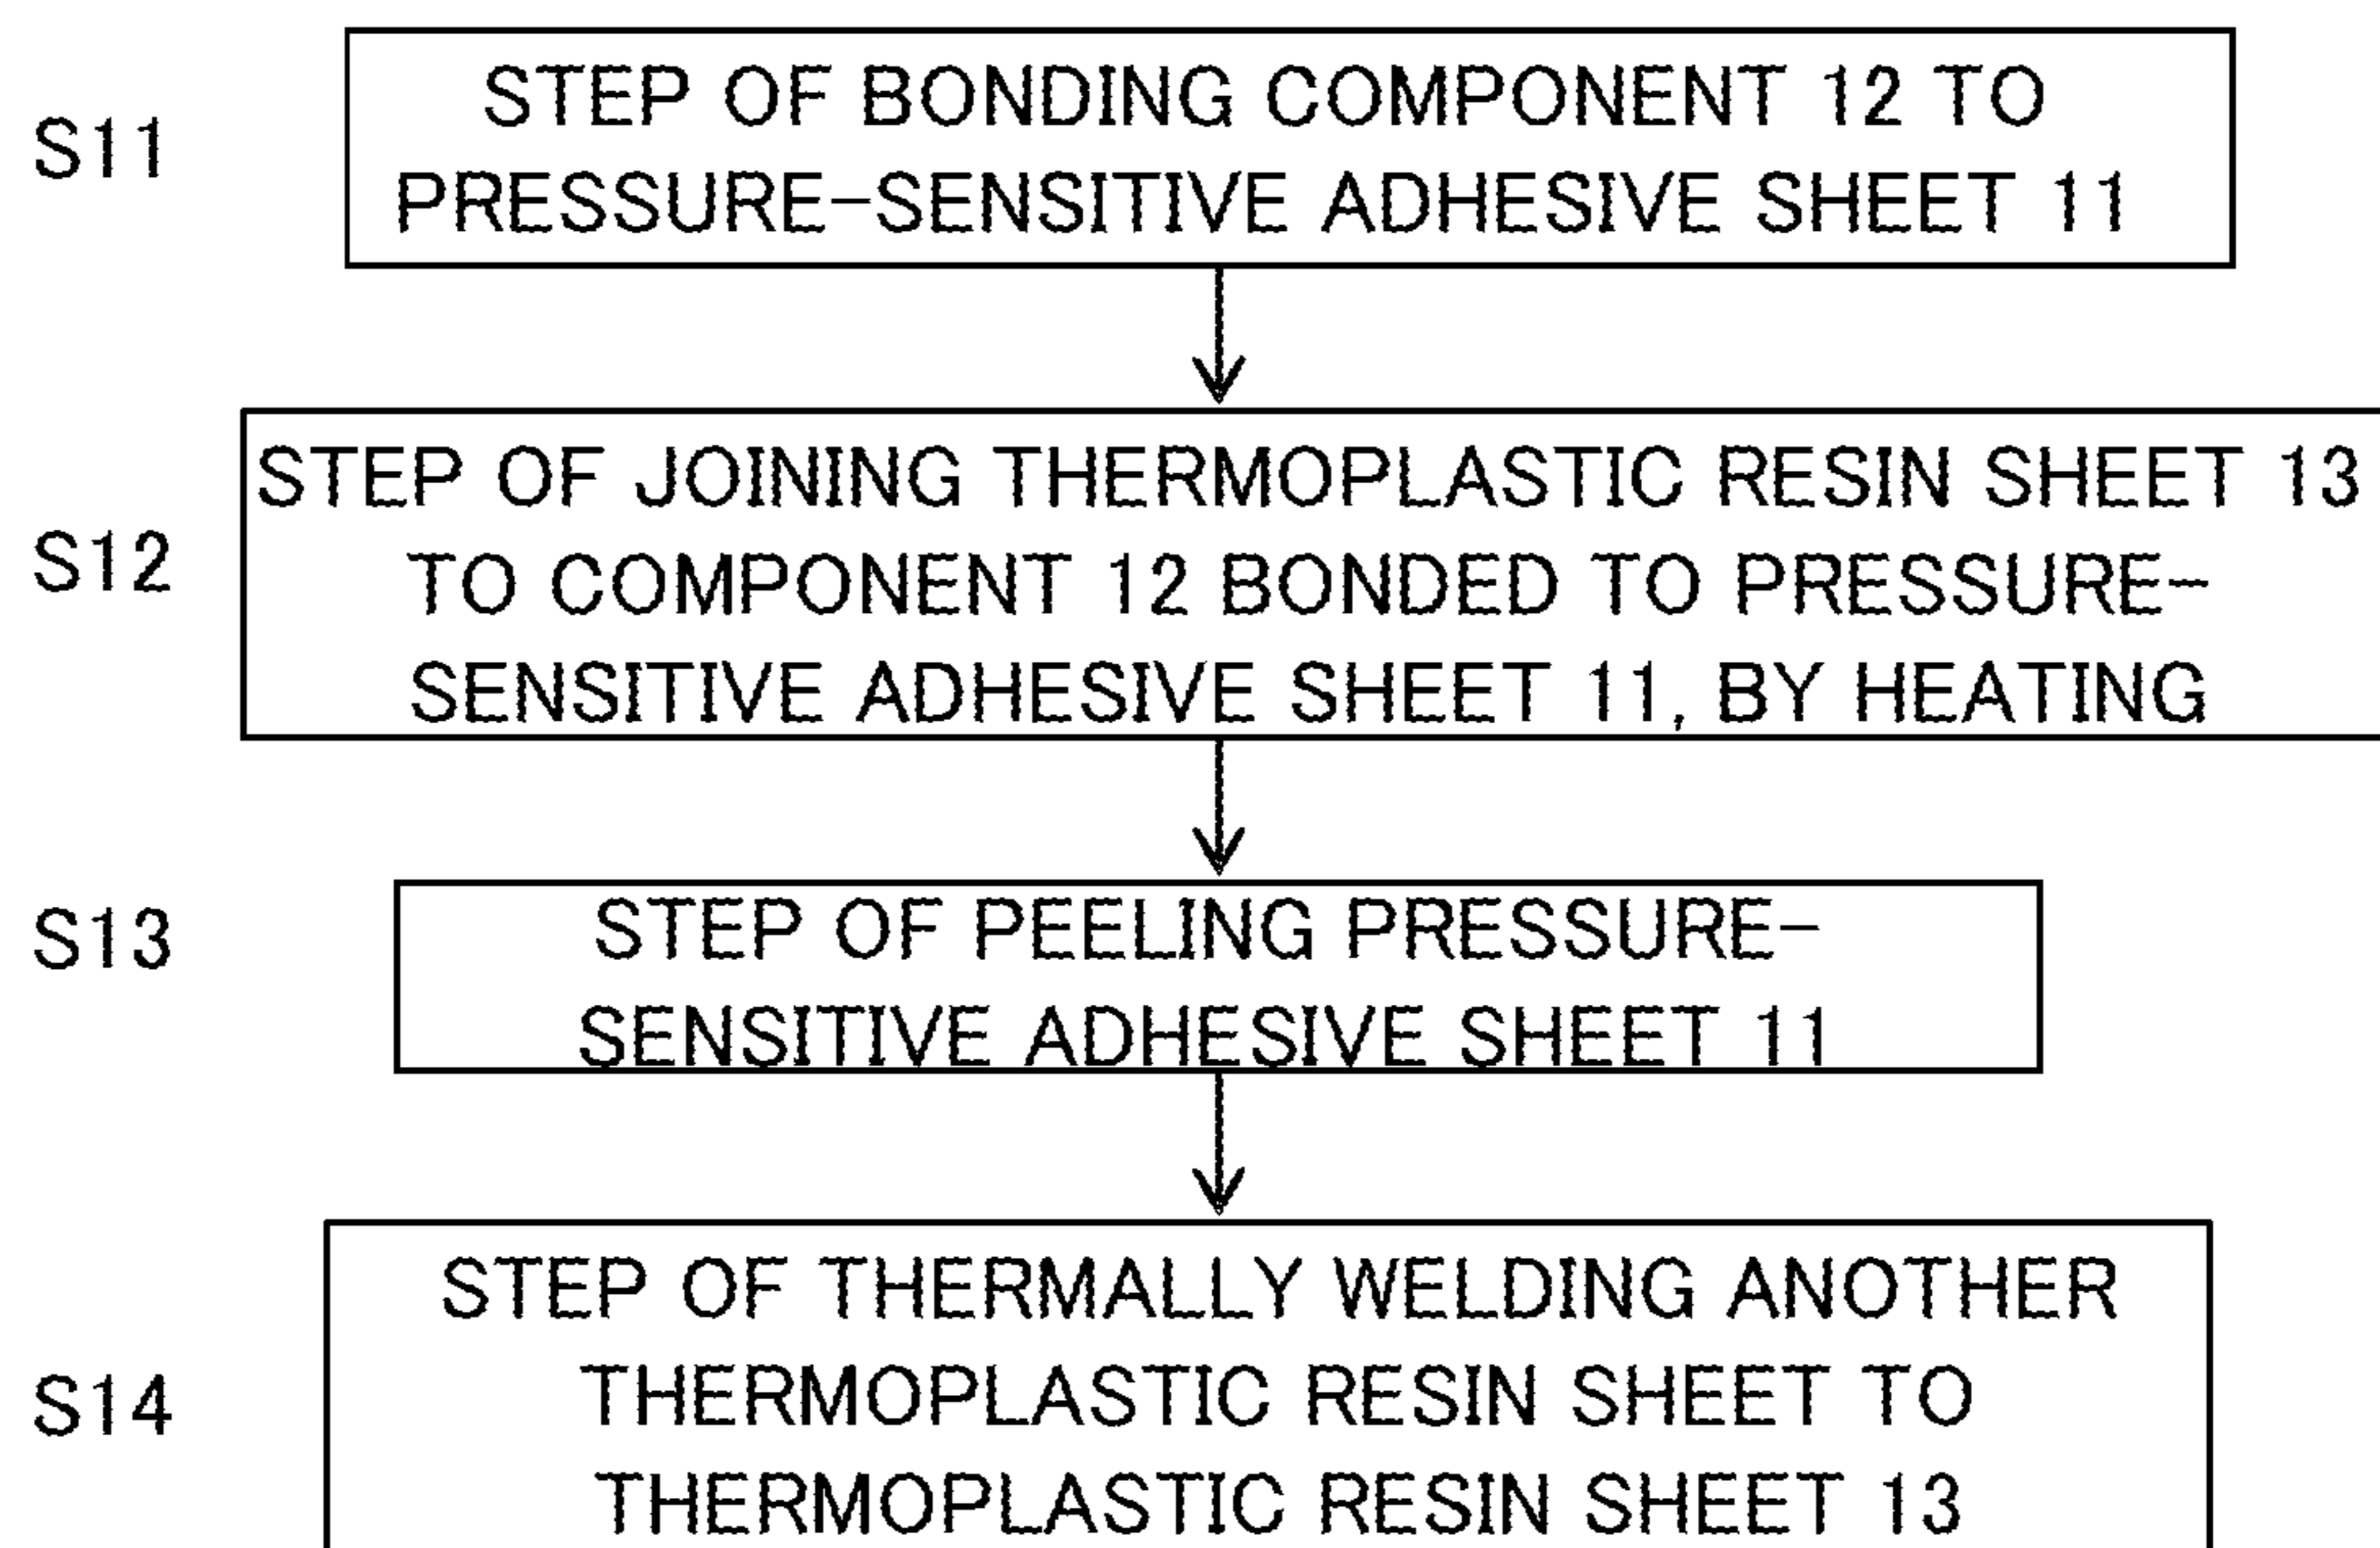 S11
STEP OF BONDING COMPONENT 12 TO
PRESSURE-SENSITIVE ADHESIVE SHEET 11
S12
STEP OF JOINING THERMOPLASTIC RESIN SHEET 13
TO COMPONENT 12 BONDED TO PRESSURE-
SENSITIVE ADHESIVE SHEET 11, BY HEATING
S13
STEP OF PEELING PRESSURE-
SENSITIVE ADHESIVE SHEET 11
S14
STEP OF THERMALLY WELDING ANOTHER
THERMOPLASTIC RESIN SHEET TO
THERMOPLASTIC RESIN SHEET 13